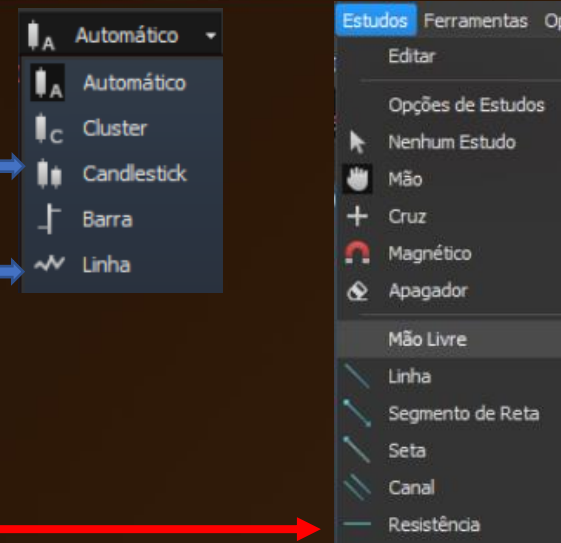 A Automático
A Automático
C Cluster
Candlestick
Barra
Linha
Estudos Ferramentas
Editar
Opções de Estudos
Nenhum Estudo
Mão
Cruz
Magnético
Apagador
Mão Livre
Linha
Segmento de Reta
Seta
Canal
Resistência